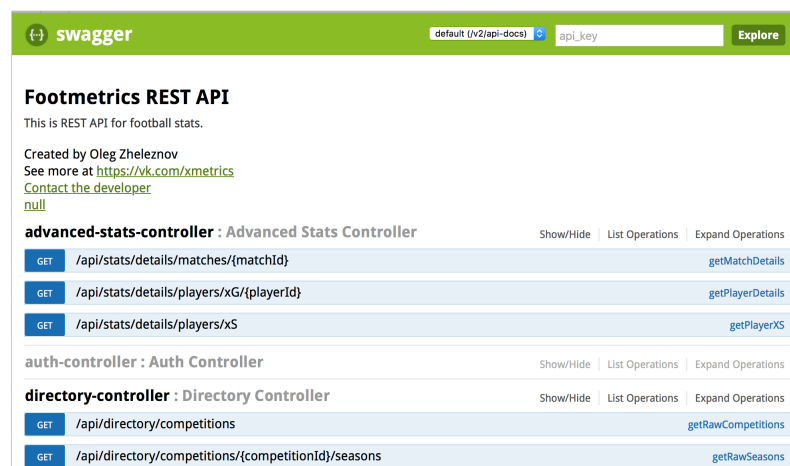 {··} swagger default (/v2/api-docs) api_key Explore
Footmetrics REST API
This is REST API for football stats.
Created by Oleg Zheleznov
See more at https://vk.com/xmetrics
Contact the developer
null
advanced-stats-controller : Advanced Stats Controller Show/Hide List Operations Expand Operations
GET /api/stats/details/matches/{matchId} getMatchDetails
GET /api/stats/details/players/xG/{playerId} getPlayerDetails
GET /api/stats/details/players/xS getPlayerXS
auth-controller : Auth Controller Show/Hide List Operations Expand Operations
directory-controller : Directory Controller Show/Hide List Operations Expand Operations
GET /api/directory/competitions getRawCompetitions
GET /api/directory/competitions/{competitionId}/seasons getRawSeasons